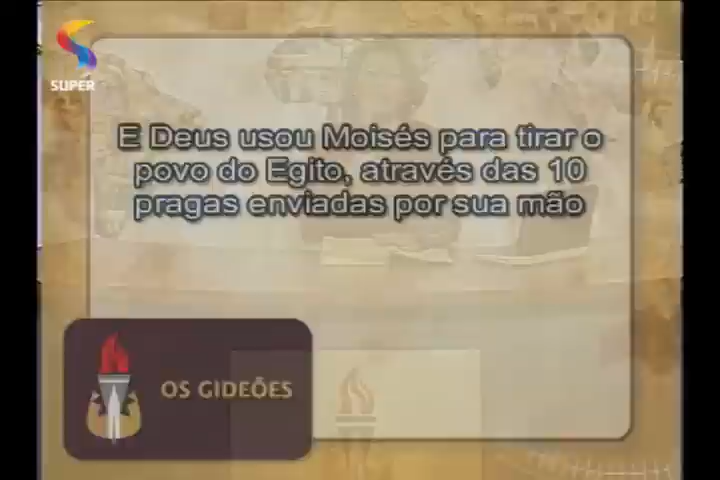 SUPER
E Deus usou Moisés para tirar o
povo do Egito, através das 10
pragas enviadas por sua mão
OS GIDEÕES